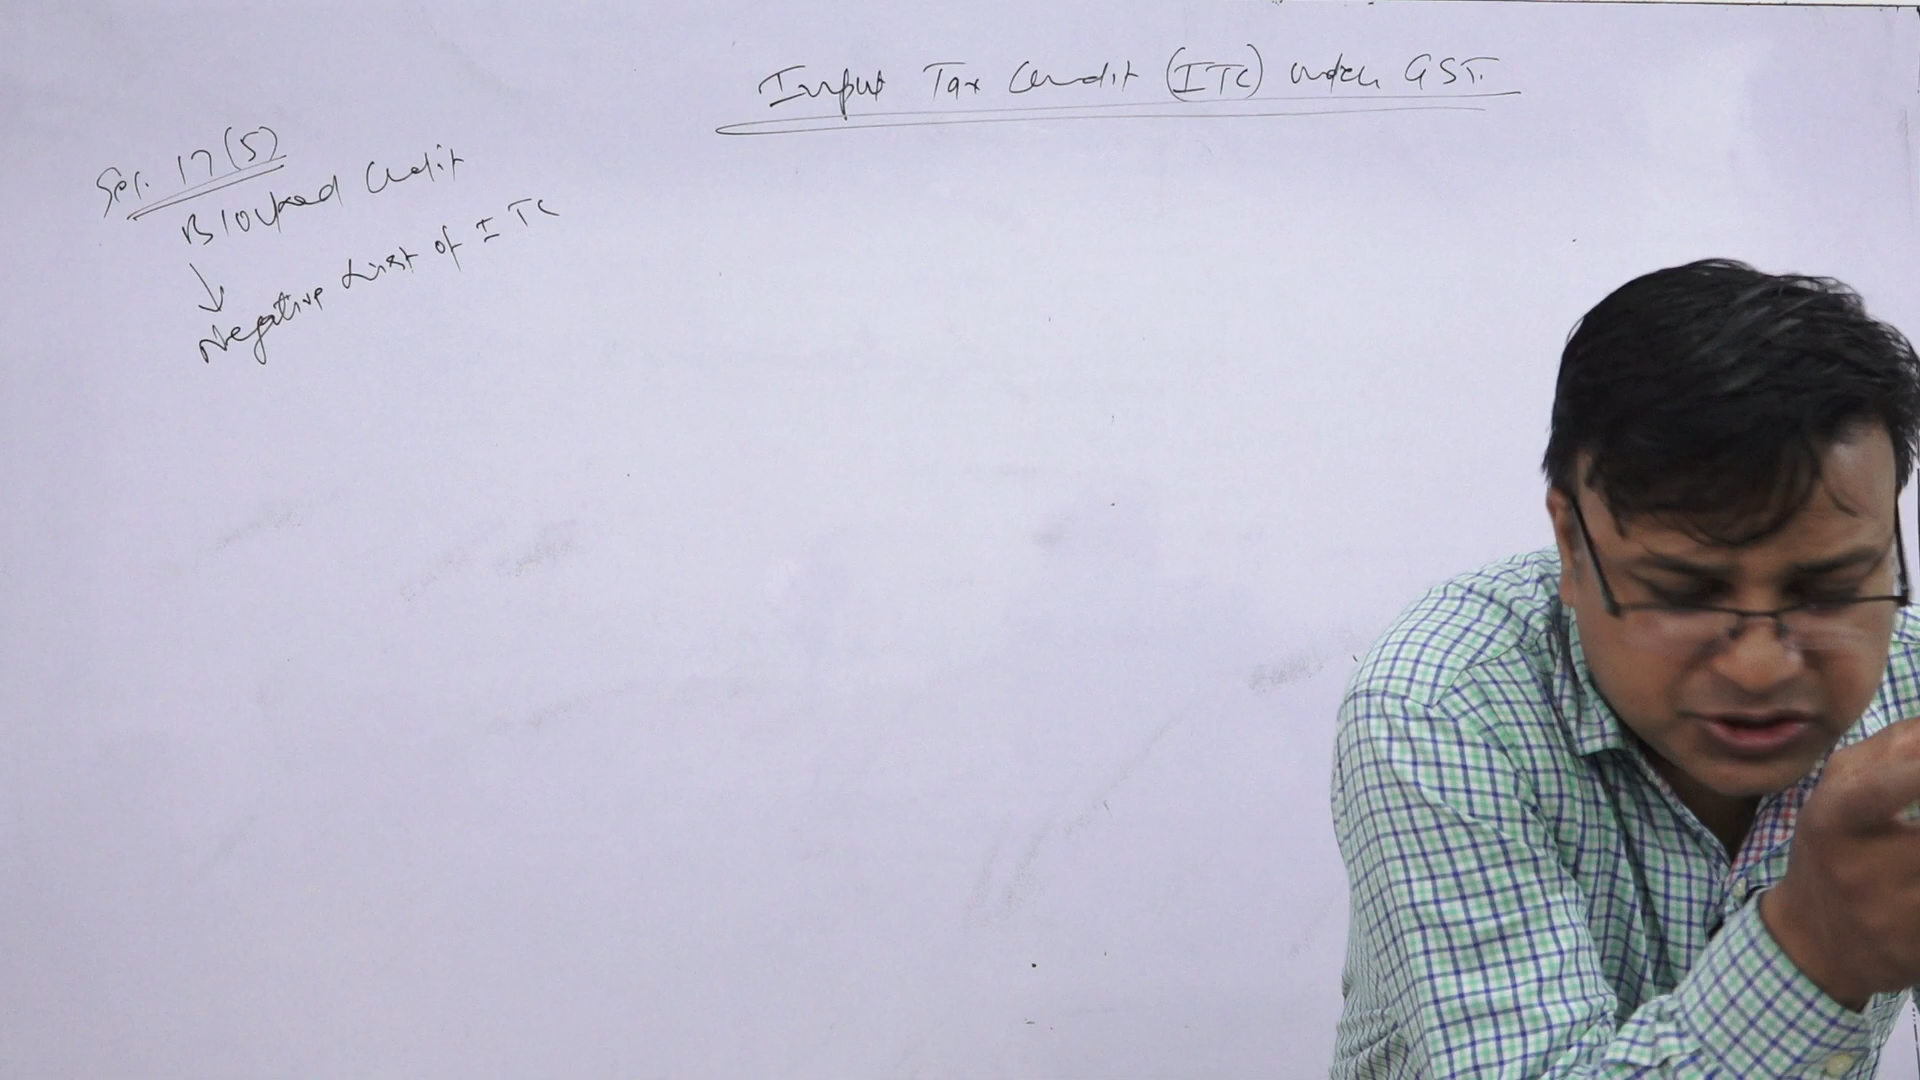 Input Tax Credit (ITC) under GST.
Sec. 17(5)
Blocked Credit
Negative List of ITC